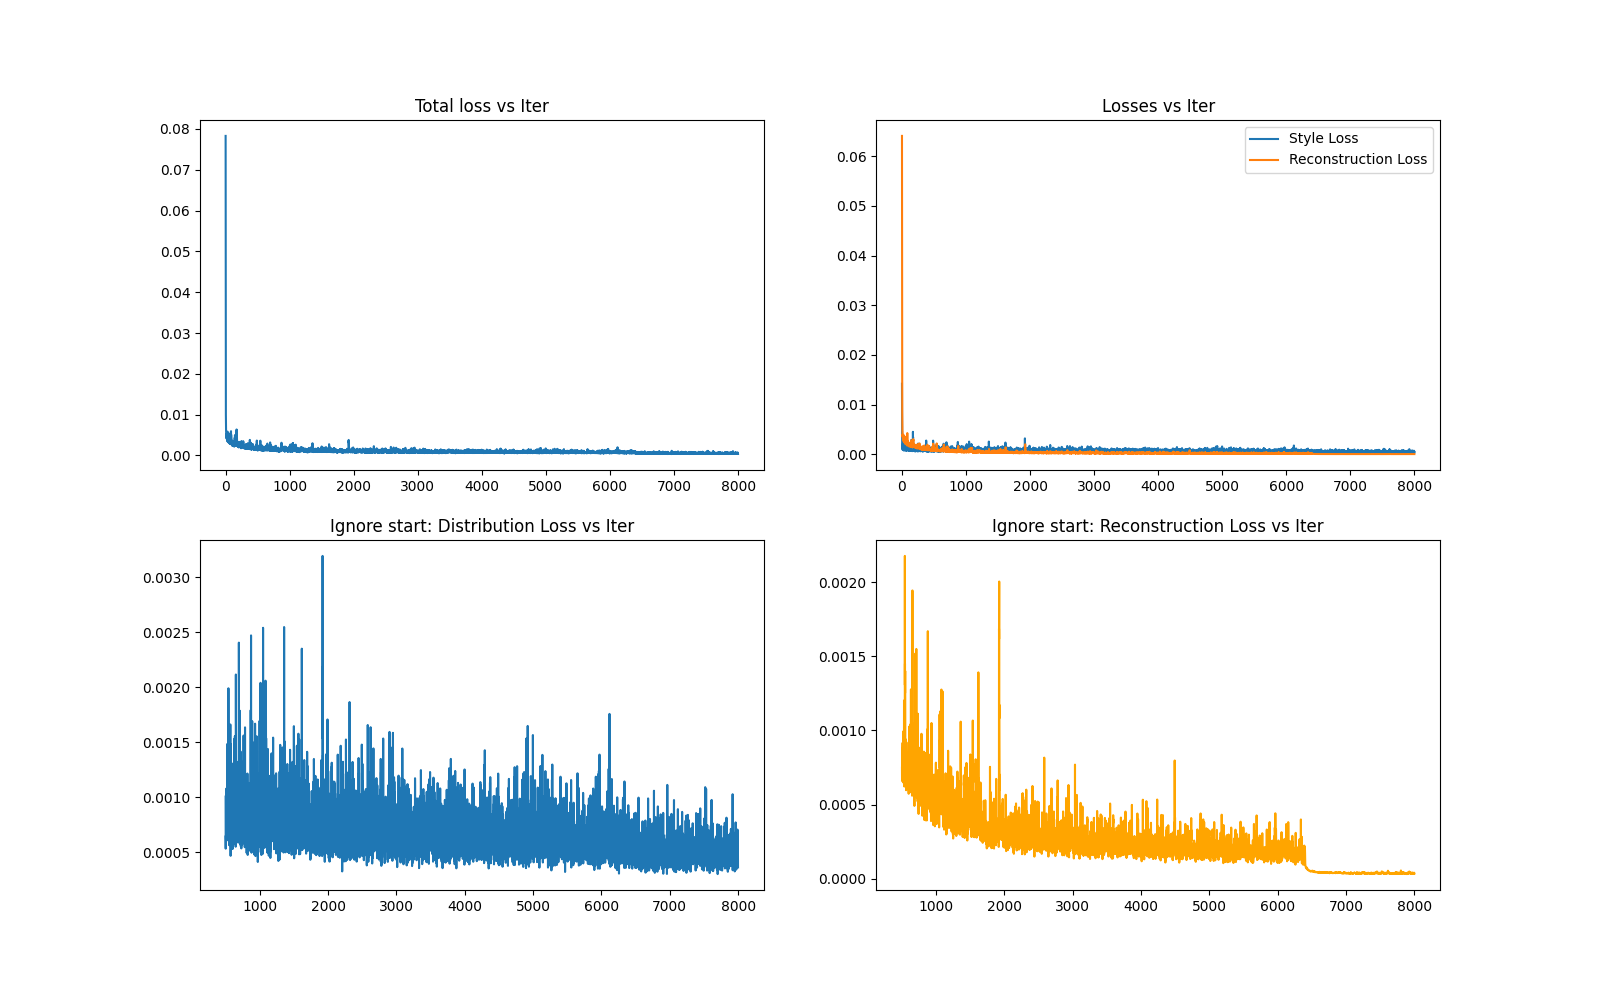 Total loss vs Iter
0.08
0.07
0.06
0.05
0.04
0.03
0.02
0.01
0.00
0 1000 2000 3000 4000 5000 6000 7000 8000
Losses vs Iter
Style Loss
Reconstruction Loss
0.06
0.05
0.04
0.03
0.02
0.01
0.00
0 1000 2000 3000 4000 5000 6000 7000 8000
Ignore start: Distribution Loss vs Iter
0.0030
0.0025
0.0020
0.0015
0.0010
0.0005
1000 2000 3000 4000 5000 6000 7000 8000
Ignore start: Reconstruction Loss vs Iter
0.0020
0.0015
0.0010
0.0005
0.0000
1000 2000 3000 4000 5000 6000 7000 8000